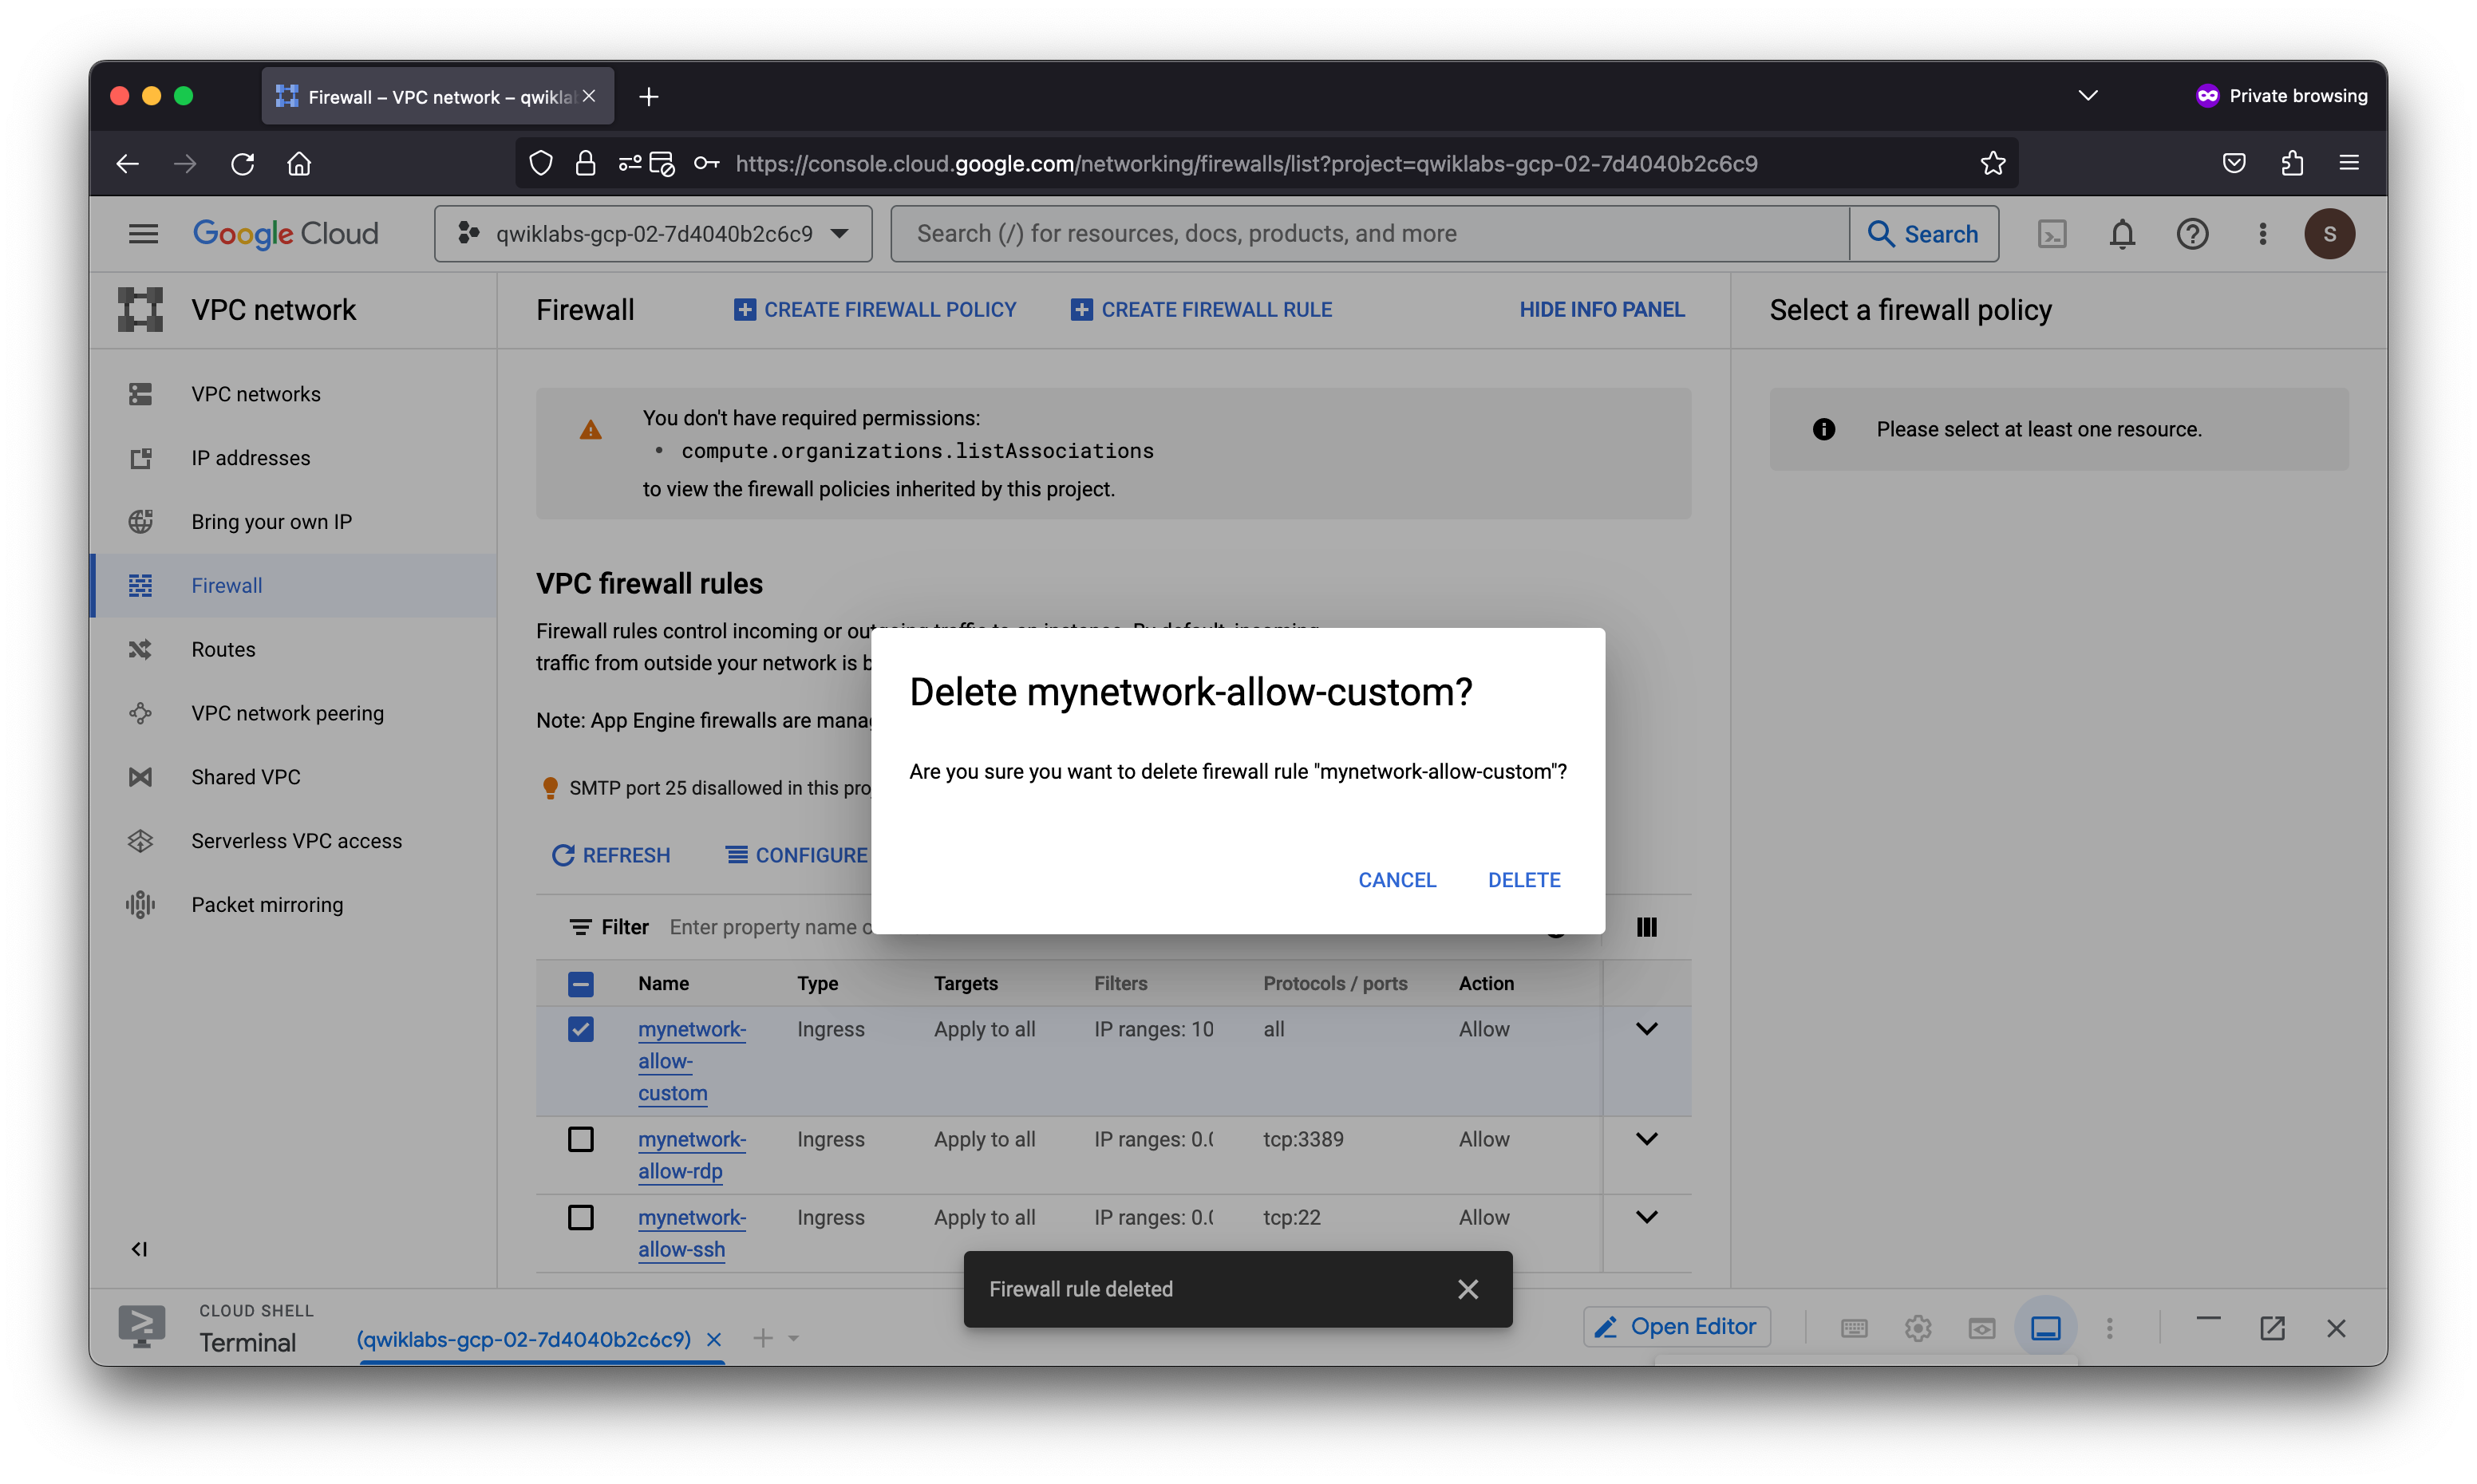 Firewall – VPC network – qwikla
Private browsing
https://console.cloud.google.com/networking/firewalls/list?project=qwiklabs-gcp-02-7d4040b2c6c9
Google Cloud
qwiklabs-gcp-02-7d4040b2c6c9
Search (/) for resources, docs, products, and more
Search
S
VPC network
Firewall
CREATE FIREWALL POLICY
CREATE FIREWALL RULE
HIDE INFO PANEL
Select a firewall policy
VPC networks
IP addresses
Bring your own IP
Firewall
Routes
VPC network peering
Shared VPC
Serverless VPC access
Packet mirroring
You don't have required permissions:
• compute.organizations.listAssociations
to view the firewall policies inherited by this project.
Please select at least one resource.
VPC firewall rules
Firewall rules control incoming or outgoing traffic to an instance. By default, incoming
traffic from outside your network is b
Note: App Engine firewalls are mana
SMTP port 25 disallowed in this pro
REFRESH
CONFIGURE
Delete mynetwork-allow-custom?
Are you sure you want to delete firewall rule "mynetwork-allow-custom"?
CANCEL
DELETE
Filter
Enter property name o
Name Type Targets Filters Protocols / ports Action
mynetwork- Ingress Apply to all IP ranges: 10 all Allow
allow-
custom
mynetwork- Ingress Apply to all IP ranges: 0.0 tcp:3389 Allow
allow-rdp
mynetwork- Ingress Apply to all IP ranges: 0.0 tcp:22 Allow
allow-ssh
Firewall rule deleted
CLOUD SHELL
Terminal
(qwiklabs-gcp-02-7d4040b2c6c9)
Open Editor